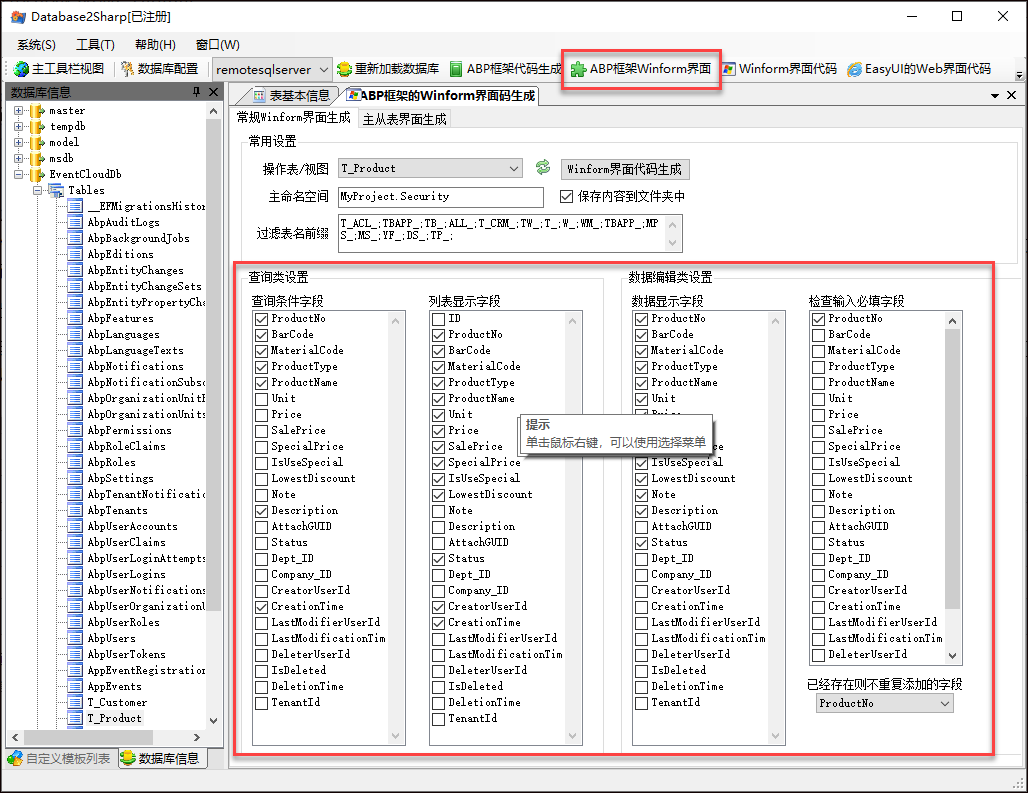 Database2Sharp[已注册]
系统(S) 工具(T) 帮助(H) 窗口(W)
主工具栏视图 数据库配置 remotesqlserver 重新加载数据库 ABP框架代码生成 ABP框架Winform界面 Winform界面代码 EasyUI的Web界面代码
数据库信息
master
tempdb
model
msdb
EventCloudDb
Tables
__EFMigrationsHistor
AbpAuditLogs
AbpBackgroundJobs
AbpEditions
AbpEntityChanges
AbpEntityChangeSets
AbpEntityPropertyCha
AbpFeatures
AbpLanguages
AbpLanguageTexts
AbpNotifications
AbpNotificationSubsc
AbpOrganizationUnitR
AbpOrganizationUnits
AbpPermissions
AbpRoleClaims
AbpRoles
AbpSettings
AbpTenantNotificatio
AbpTenants
AbpUserAccounts
AbpUserClaims
AbpUserLoginAttempts
AbpUserLogins
AbpUserNotifications
AbpUserOrganizationU
AbpUserRoles
AbpUsers
AbpUserTokens
AppEventRegistration
AppEvents
T_Customer
T_Product
自定义模板列表 数据库信息
表基本信息 ABP框架的Winform界面码生成
常规Winform界面生成 主从表界面生成
常用设置
操作表/视图 T_Product Winform界面代码生成
主命名空间 MyProject.Security 保存内容到文件夹中
过滤表名前缀 T_ACL_;TBAPP_;TB_;ALL_;T_CRM_;TW_;T_;W_;WM_;TBAPP_;MP
S_;MS_;YF_;DS_;TP_;
查询类设置
查询条件字段
ProductNo
BarCode
MaterialCode
ProductType
ProductName
Unit
Price
SalePrice
SpecialPrice
IsUseSpecial
LowestDiscount
Note
Description
AttachGUID
Status
Dept_ID
Company_ID
CreatorUserId
CreationTime
LastModifierUserId
LastModificationTim
DeleterUserId
IsDeleted
DeletionTime
TenantId
列表显示字段
ID
ProductNo
BarCode
MaterialCode
ProductType
ProductName
Unit
Price
SalePrice
SpecialPrice
IsUseSpecial
LowestDiscount
Note
Description
AttachGUID
Status
Dept_ID
Company_ID
CreatorUserId
CreationTime
LastModifierUserId
LastModificationTim
DeleterUserId
IsDeleted
DeletionTime
TenantId
提示
单击鼠标右键，可以使用选择菜单
数据编辑类设置
数据显示字段
ProductNo
BarCode
MaterialCode
ProductType
ProductName
Unit
IsUseSpecial
LowestDiscount
Note
Description
AttachGUID
Status
Dept_ID
Company_ID
CreatorUserId
CreationTime
LastModifierUserId
LastModificationTim
DeleterUserId
IsDeleted
DeletionTime
TenantId
检查输入必填字段
ProductNo
BarCode
MaterialCode
ProductType
ProductName
Unit
Price
SalePrice
SpecialPrice
IsUseSpecial
LowestDiscount
Note
Description
AttachGUID
Status
Dept_ID
Company_ID
CreatorUserId
CreationTime
LastModifierUserId
LastModificationTim
DeleterUserId
已经存在则不重复添加的字段
ProductNo